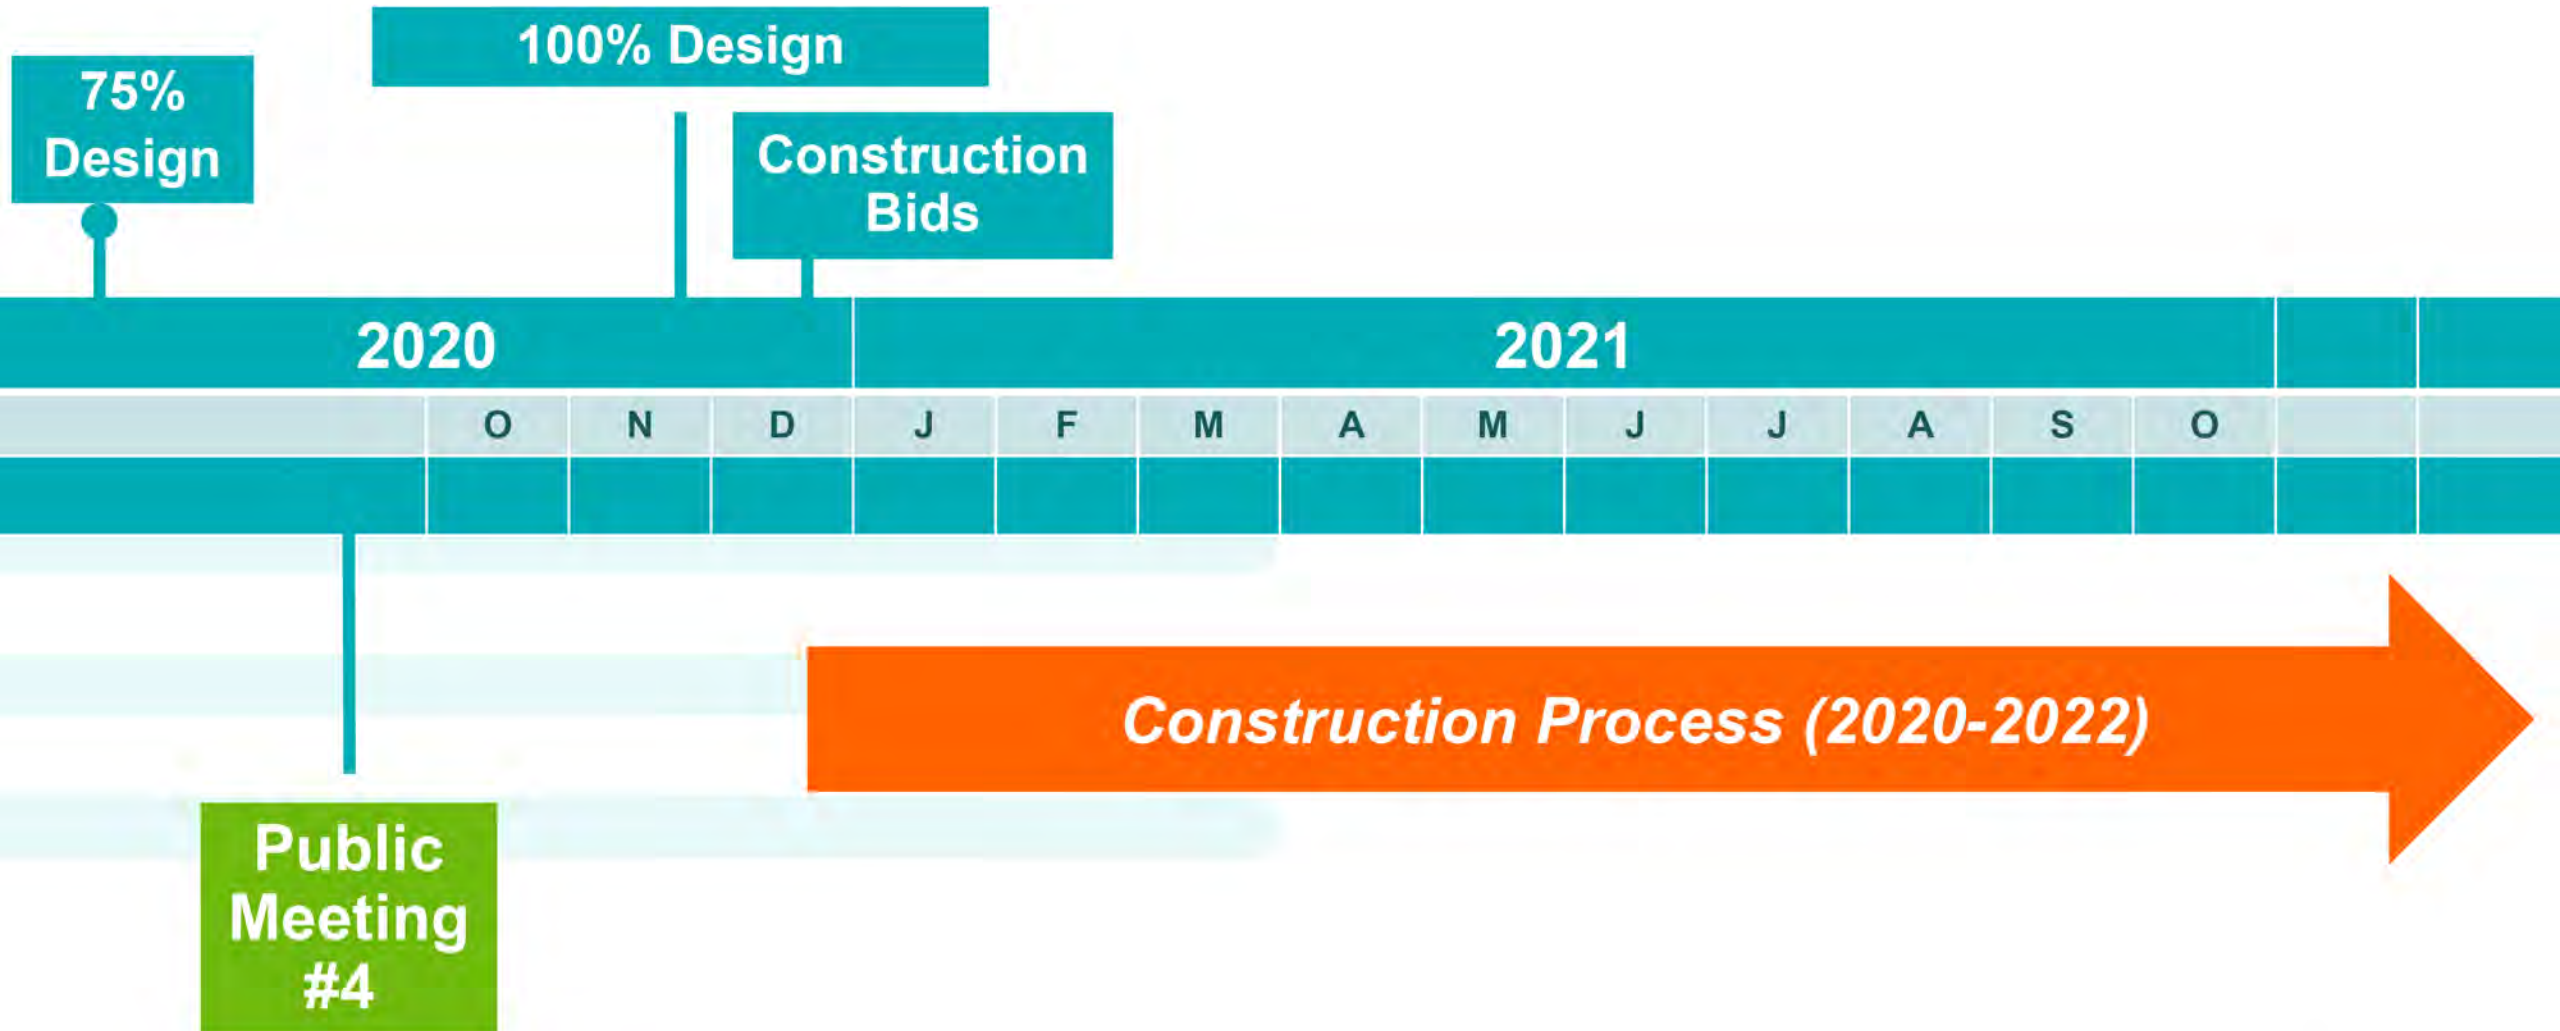 100% Design
75%
Design
Construction
Bids
2020
2021
O N D J F M A M J J A S O
Construction Process (2020-2022)
Public
Meeting
#4